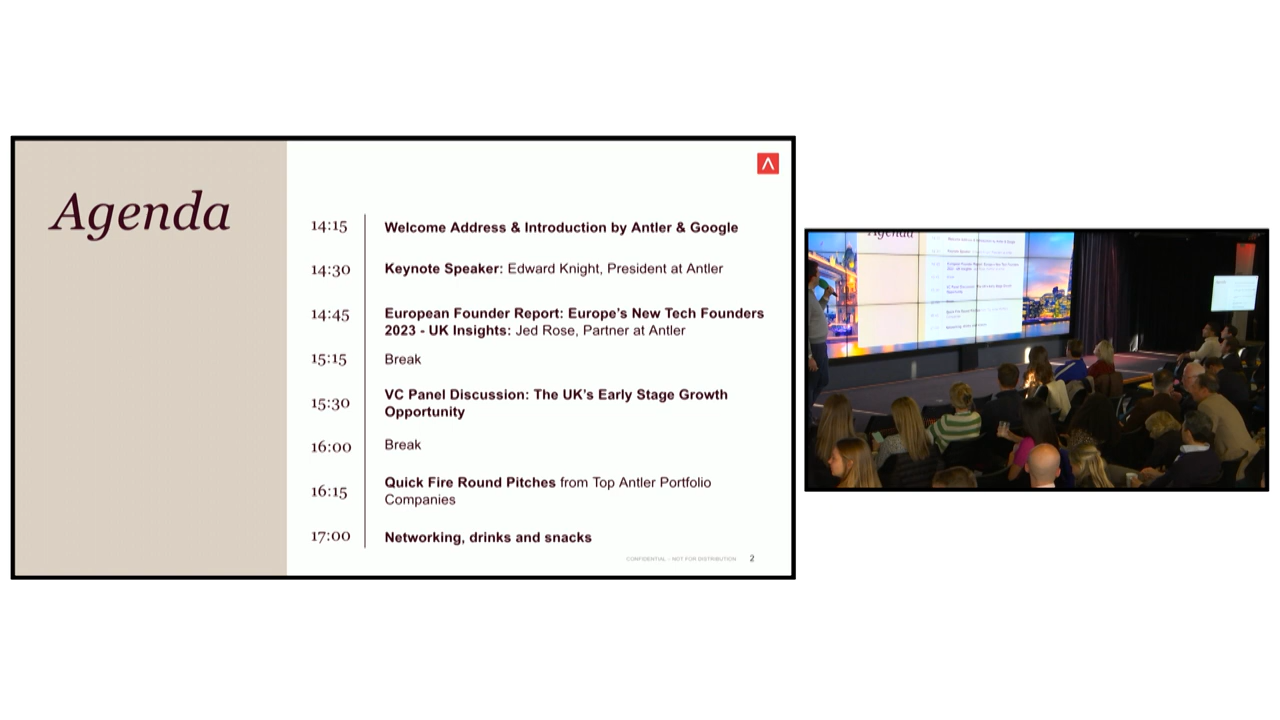 Agenda
14:15
Welcome Address & Introduction by Antler & Google
14:30
Keynote Speaker: Edward Knight, President at Antler
14:45
European Founder Report: Europe's New Tech Founders
2023 - UK Insights: Jed Rose, Partner at Antler
15:15
Break
15:30
VC Panel Discussion: The UK's Early Stage Growth
Opportunity
16:00
Break
16:15
Quick Fire Round Pitches from Top Antler Portfolio
Companies
17:00
Networking, drinks and snacks
CONFIDENTIAL - NOT FOR DISTRIBUTION 2
Agenda